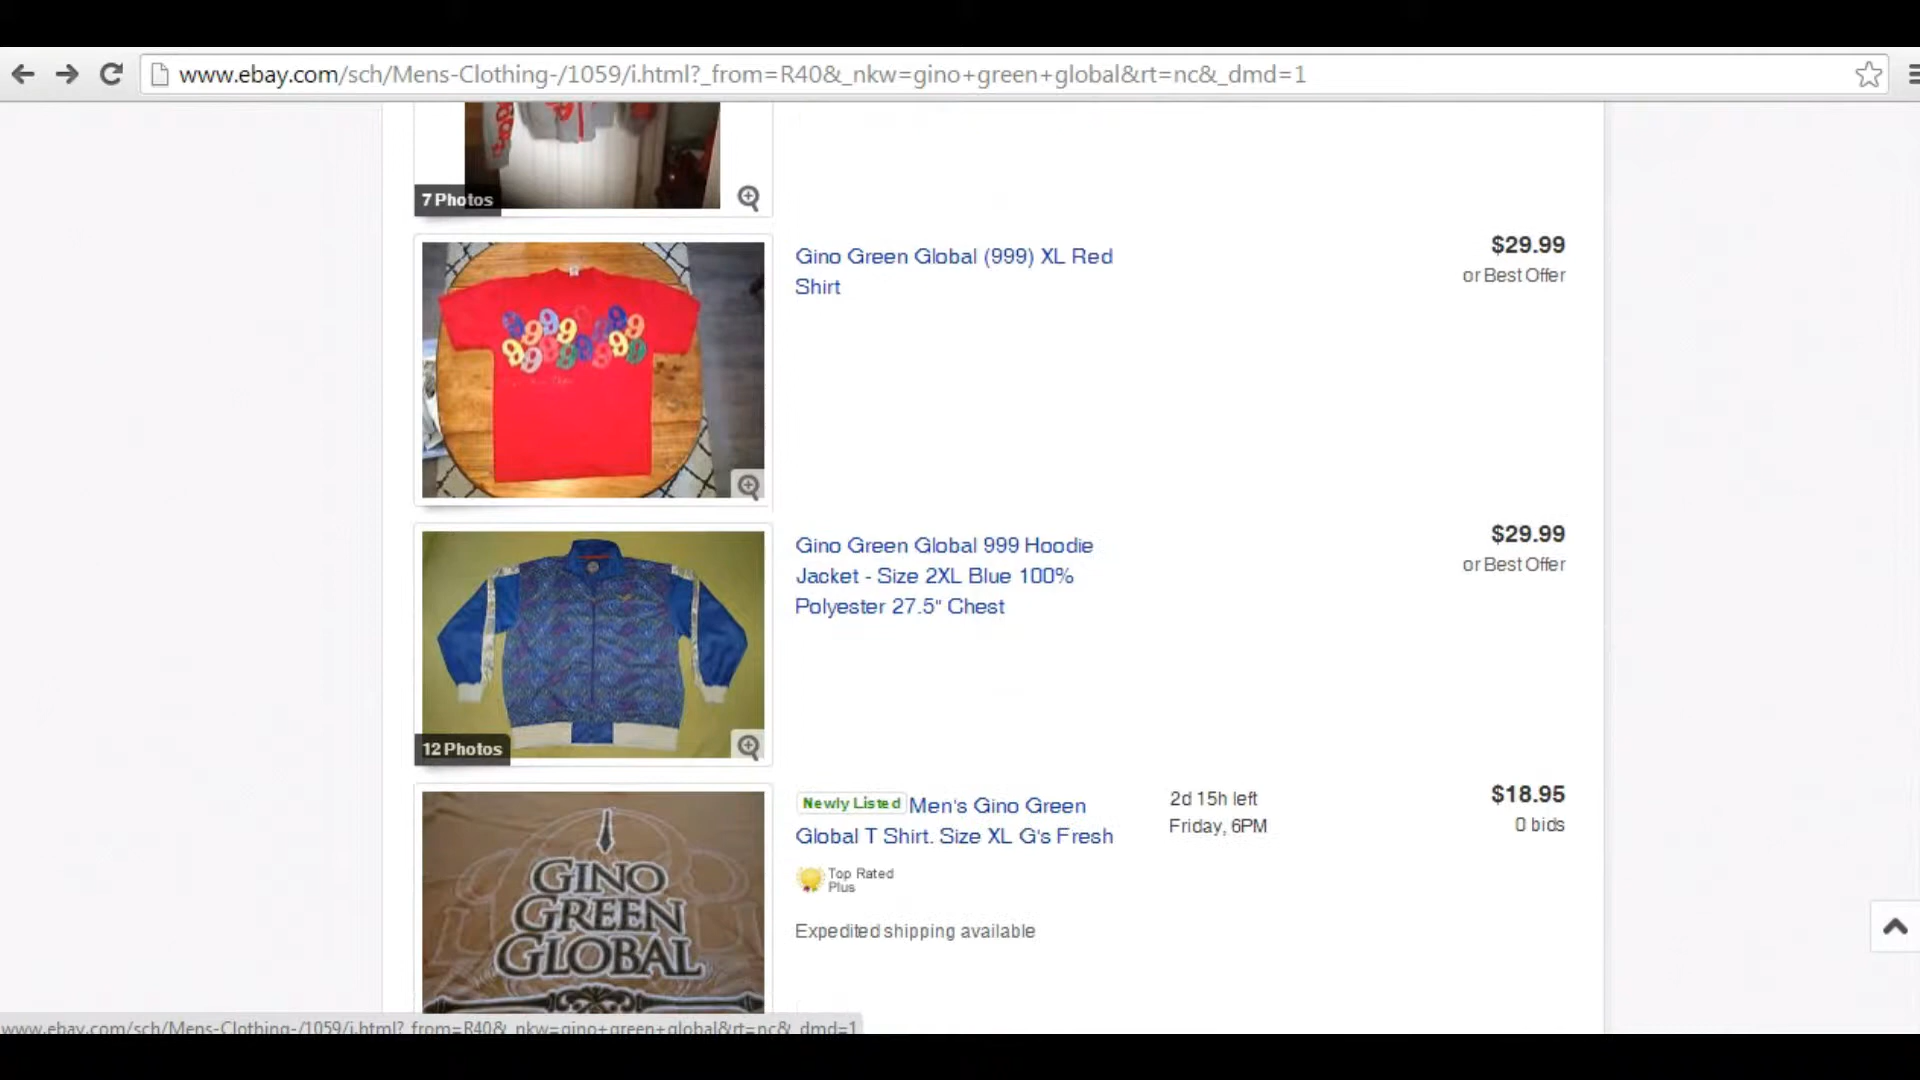 www.ebay.com/sch/Mens-Clothing-/1059/i.html?_from=R40&_nkw=gino+green+global&rt=nc&_dmd=1
7 Photos
Gino Green Global (999) XL Red
Shirt
$29.99
or Best Offer
Gino Green Global 999 Hoodie
Jacket - Size 2XL Blue 100%
Polyester 27.5" Chest
$29.99
or Best Offer
12 Photos
Newly Listed Men's Gino Green
Global T Shirt. Size XL G's Fresh
2d 15h left
Friday, 6PM
$18.95
0 bids
Top Rated
Plus
Expedited shipping available
GINO
GREEN
GLOBAL
www.ebay.com/sch/Mens-Clothing-/1059/i.html?_from=R40&_nkw=gino+green+global&rt=nc&_dmd=1